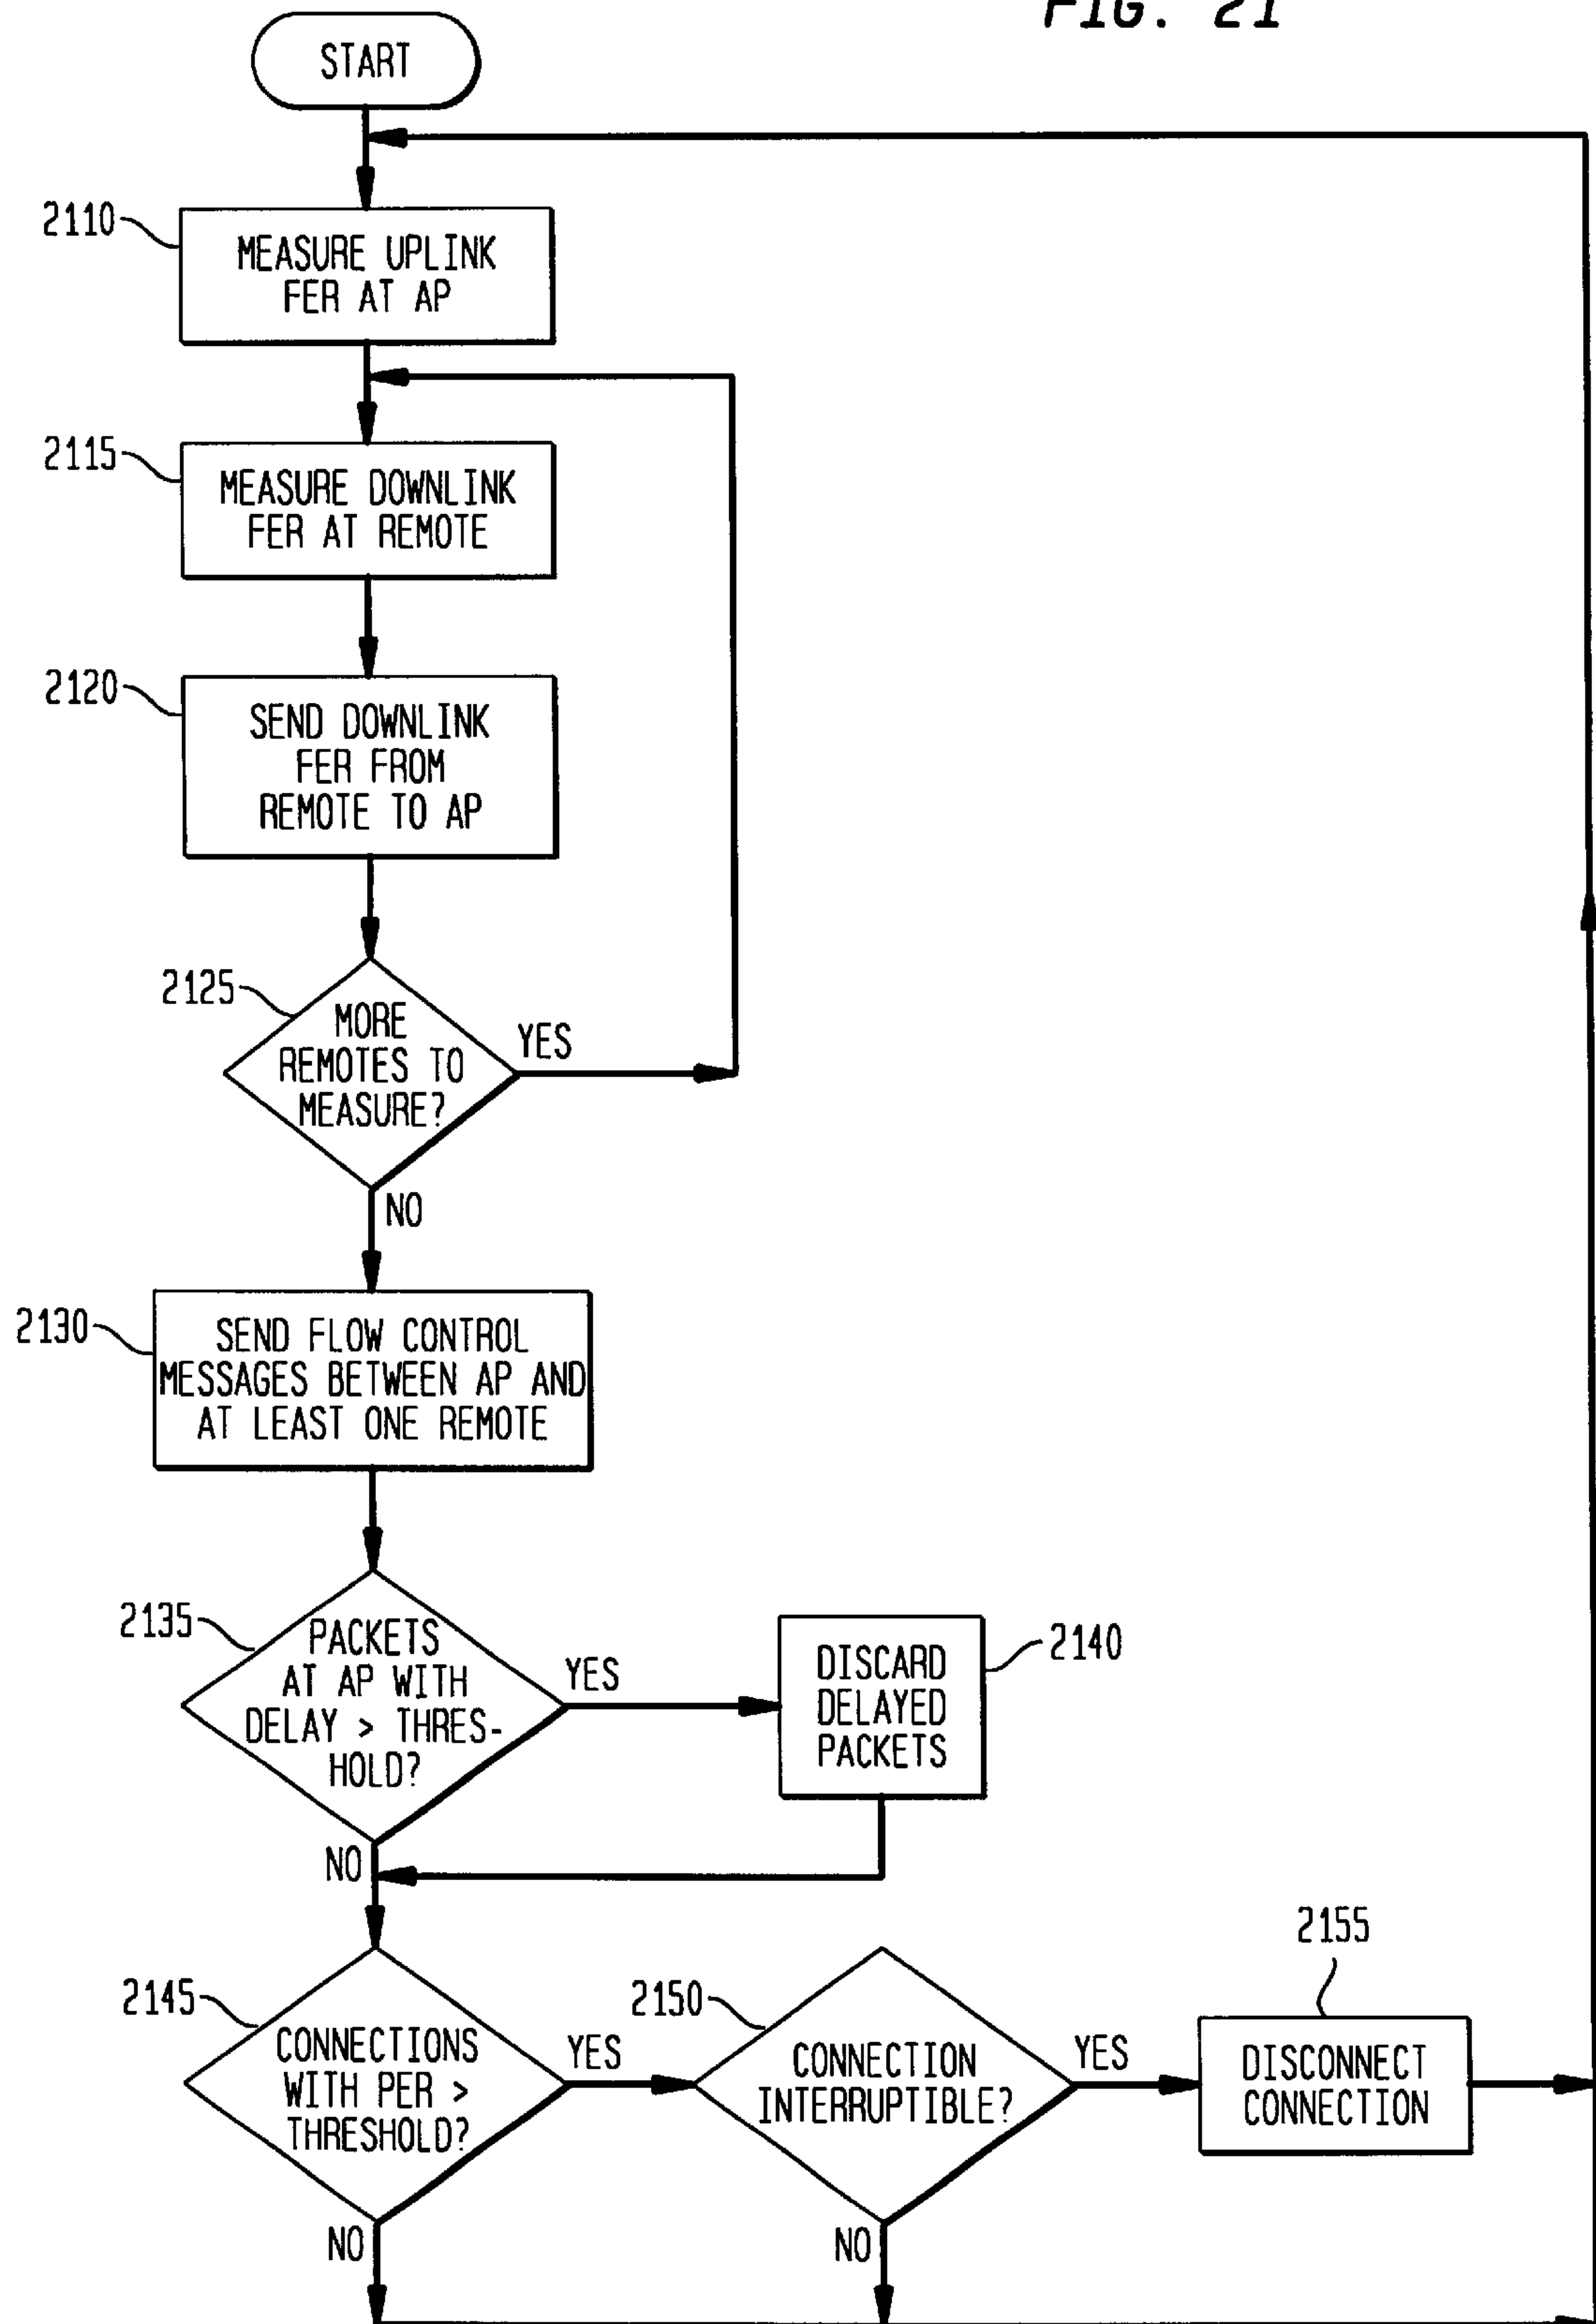 FIG. 21
START
2110
MEASURE UPLINK
FER AT AP
2115
MEASURE DOWNLINK
FER AT REMOTE
2120
SEND DOWNLINK
FER FROM
REMOTE TO AP
2125
MORE
REMOTES TO
MEASURE?
YES
NO
2130
SEND FLOW CONTROL
MESSAGES BETWEEN AP AND
AT LEAST ONE REMOTE
2135
PACKETS
AT AP WITH
DELAY > THRES-
HOLD?
YES
NO
2140
DISCARD
DELAYED
PACKETS
2145
CONNECTIONS
WITH PER >
THRESHOLD?
YES
NO
2150
CONNECTION
INTERRUPTIBLE?
YES
NO
2155
DISCONNECT
CONNECTION